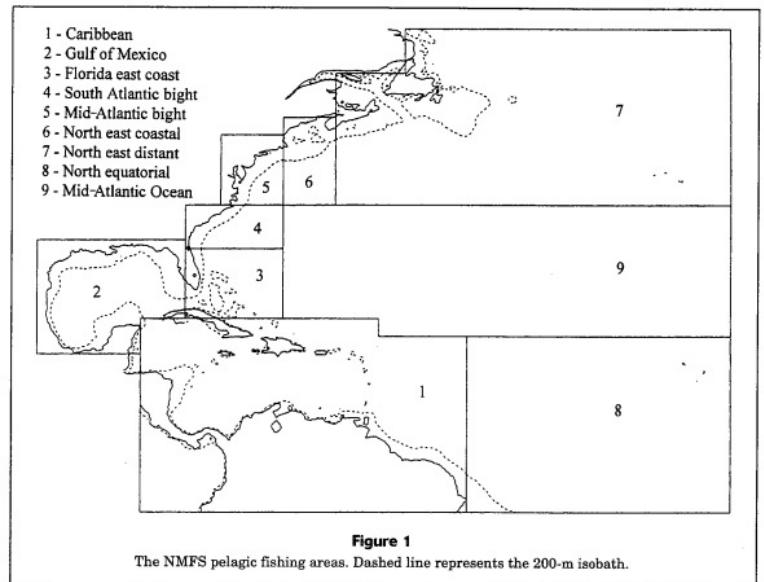 1 - Caribbean
2 - Gulf of Mexico
3 - Florida east coast
4 - South Atlantic bight
5 - Mid-Atlantic bight
6 - North east coastal
7 - North east distant
8 - North equatorial
9 - Mid-Atlantic Ocean
7
5
6
4
9
3
2
1
8
Figure 1
The NMFS pelagic fishing areas. Dashed line represents the 200-m isobath.